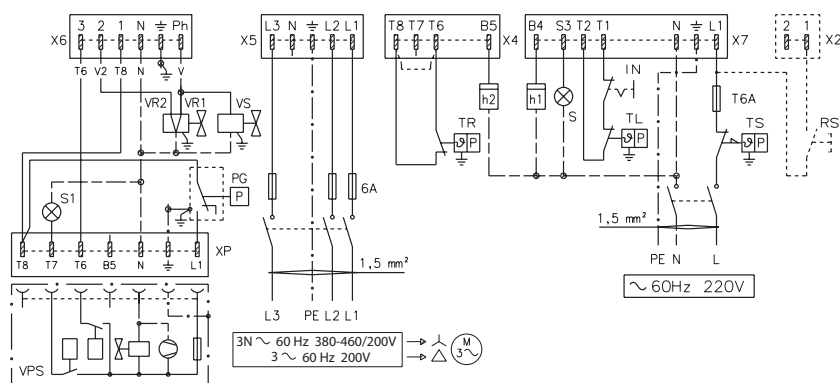 3 2 1 N Ph
X6
T6 V2 T8 N V
VR2 VR1 VS
PG
P
S1
XP
T8 T7 T6 B5 N L1
VPS
L3 N L2 L1
X5
6A
1,5 mm²
L3 PE L2 L1
3N ~ 60 Hz 380-460/200V
3 ~ 60 Hz 200V
M
3~
T8 T7 T6 B5
X4
h2
TR
P
B4 S3 T2 T1 N L1
X7
h1
S
IN
TL
P
T6A
TS
P
2 1
X2
RS
1,5 mm²
PE N L
~ 60Hz 220V